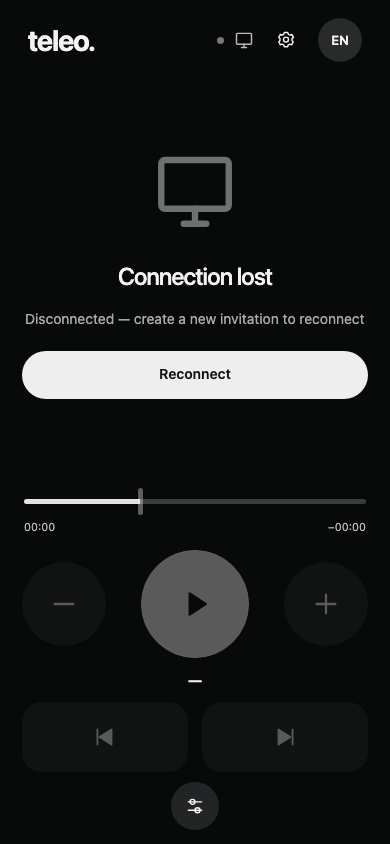 teleo.
EN
Connection lost
Disconnected — create a new invitation to reconnect
Reconnect
00:00
−00:00
–